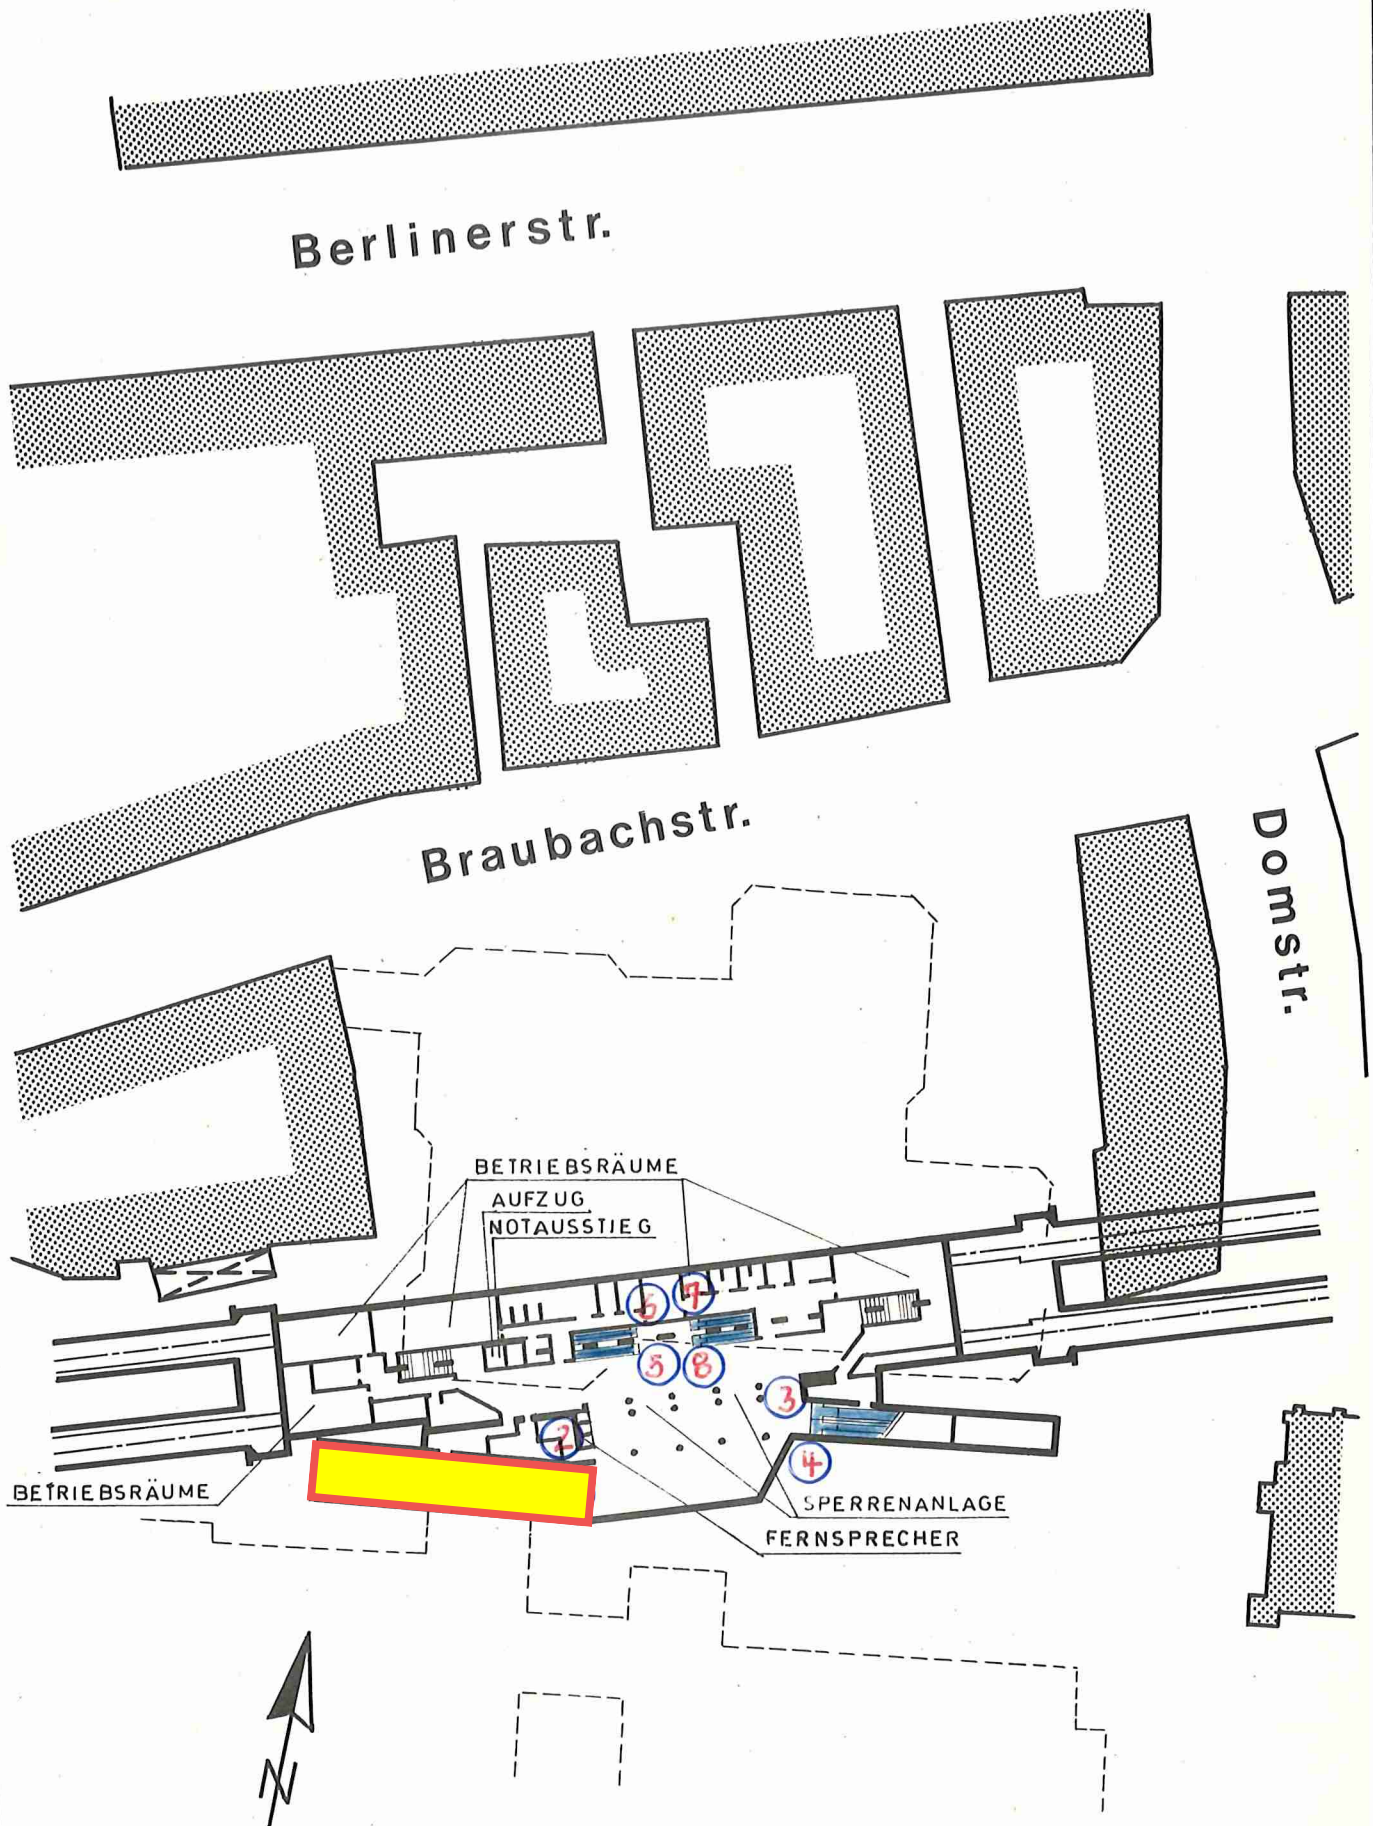 Berlinerstr.
Braubachstr.
Domstr.
BETRIEBSRÄUME
AUFZUG
NOTAUSSTIEG
6
7
5
8
3
2
4
BETRIEBSRÄUME
SPERRENANLAGE
FERNSPRECHER
N